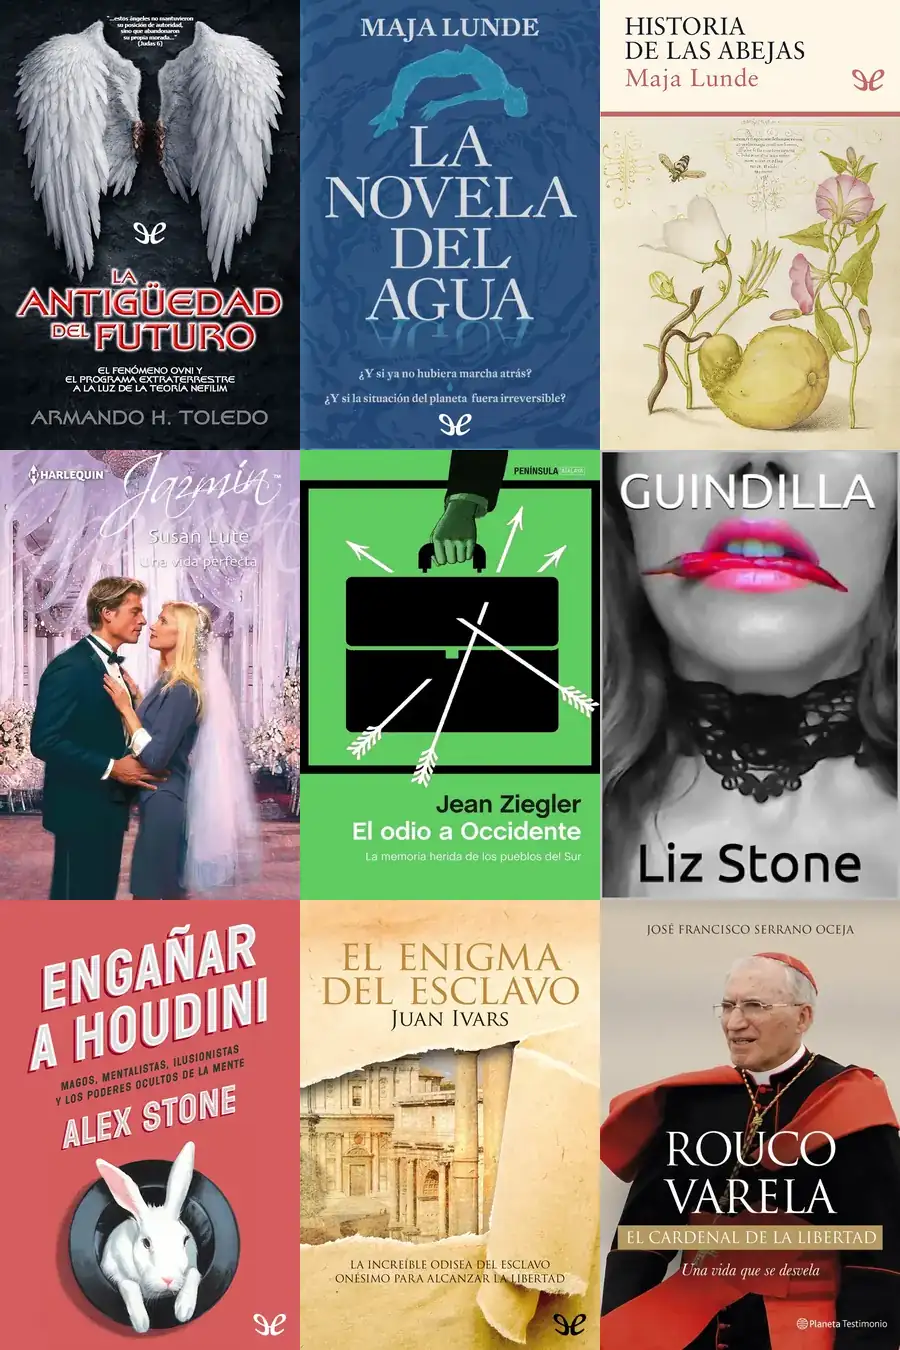 "...estos ángeles no mantuvieron
su posición de autoridad,
sino que abandonaron
su propia morada..."
(Judas 6)
LA
ANTIGÜEDAD
DEL FUTURO
EL FENÓMENO OVNI Y
EL PROGRAMA EXTRATERRESTRE
A LA LUZ DE LA TEORÍA NEFILIM
ARMANDO H. TOLEDO
MAJA LUNDE
LA
NOVELA
DEL
AGUA
¿Y si ya no hubiera marcha atrás?
¿Y si la situación del planeta fuera irreversible?
HISTORIA
DE LAS ABEJAS
Maja Lunde
HARLEQUIN™
Jazmín™
Susan Lute
Una vida perfecta
PENÍNSULA
Jean Ziegler
El odio a Occidente
La memoria herida de los pueblos del Sur
GUINDILLA
Liz Stone
ENGAÑAR
A HOUDINI
MAGOS, MENTALISTAS, ILUSIONISTAS
Y LOS PODERES OCULTOS DE LA MENTE
ALEX STONE
EL ENIGMA
DEL ESCLAVO
JUAN IVARS
LA INCREÍBLE ODISEA DEL ESCLAVO
ONÉSIMO PARA ALCANZAR LA LIBERTAD
JOSÉ FRANCISCO SERRANO OCEJA
ROUCO
VARELA
EL CARDENAL DE LA LIBERTAD
Una vida que se desvela
Planeta Testimonio